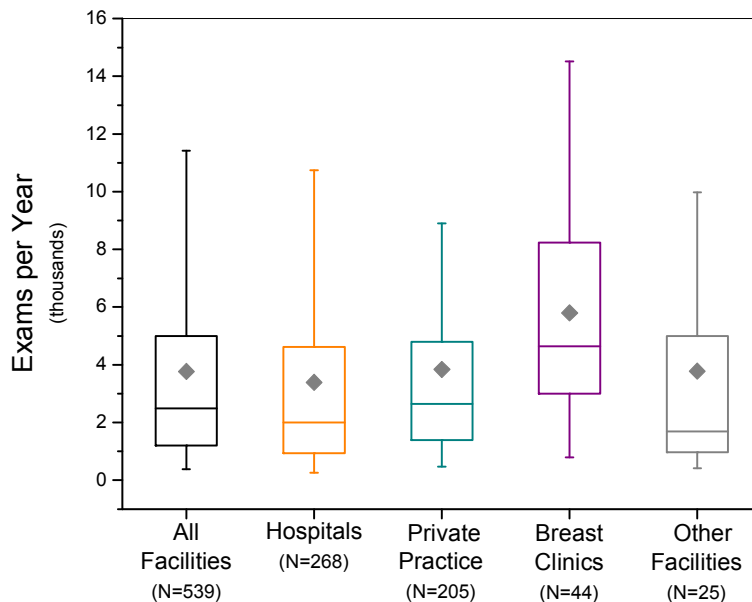 16
14
12
10
8
6
4
2
0
Exams per Year
(thousands)
All
Facilities
(N=539)
Hospitals
(N=268)
Private
Practice
(N=205)
Breast
Clinics
(N=44)
Other
Facilities
(N=25)